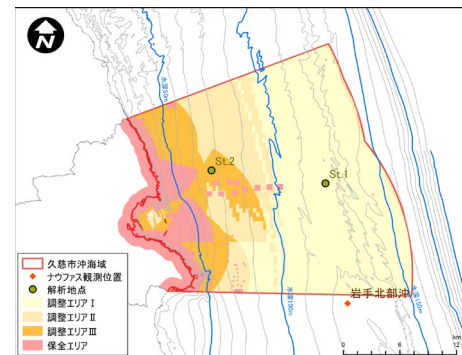 N
水深50m
St.2
St.1
久慈市沖海域
ナウファス観測位置
解析地点
調整エリアⅠ
調整エリアⅡ
調整エリアⅢ
保全エリア
水深100m
水深150m
岩手北部沖
km
0 6 12